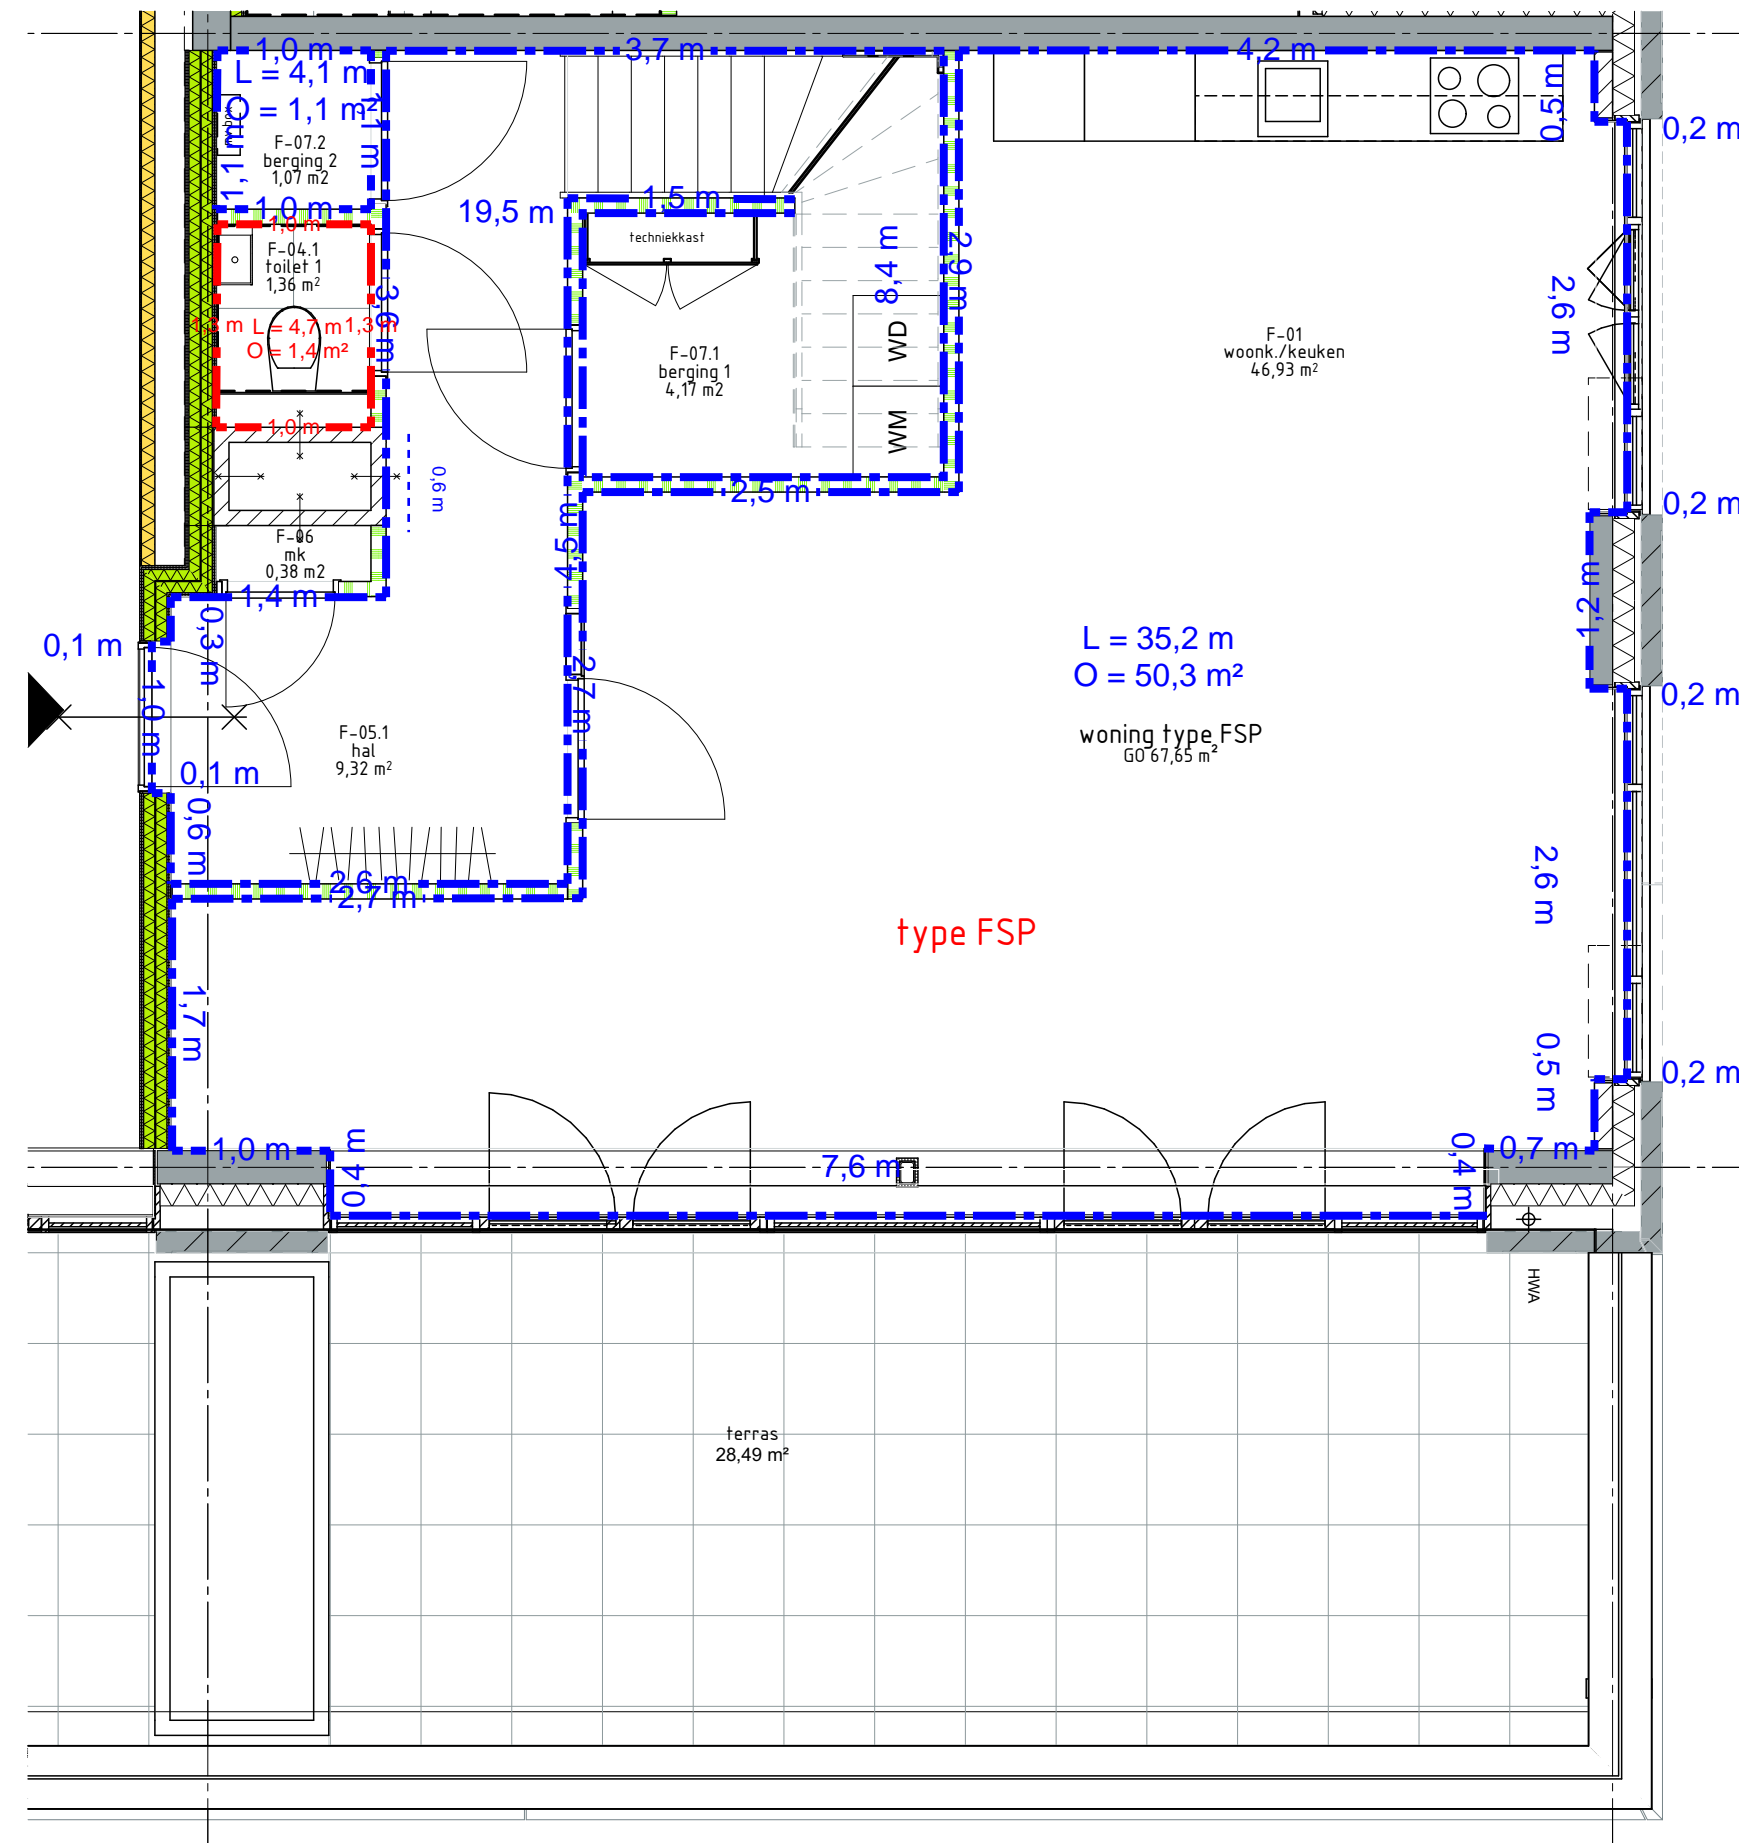 1,0 m
3,7 m
4,2 m
L = 4,1 m
O = 1,1 m²
1,1 m
1,1 m
F-07.2
berging 2
1,07 m2
1,0 m
0,5 m
0,2 m
1,0 m
F-04.1
toilet 1
1,36 m²
1,3 m
L = 4,7 m
1,3 m
O = 1,4 m²
1,0 m
3,6 m
19,5 m
1,5 m
techniekkast
8,4 m
2,9 m
WD
WM
F-07.1
berging 1
4,17 m2
2,5 m
F-01
woonk./keuken
46,93 m²
2,6 m
0,2 m
0,6 m
F-06
mk
0,38 m2
1,4 m
0,3 m
4,5 m
2,7 m
0,1 m
1,0 m
0,1 m
F-05.1
hal
9,32 m²
0,6 m
2,6 m
2,7 m
L = 35,2 m
O = 50,3 m²
woning type FSP
GO 67,65 m²
1,2 m
0,2 m
2,6 m
type FSP
1,7 m
0,5 m
0,2 m
1,0 m
0,4 m
7,6 m
0,4 m
0,7 m
HWA
terras
28,49 m²